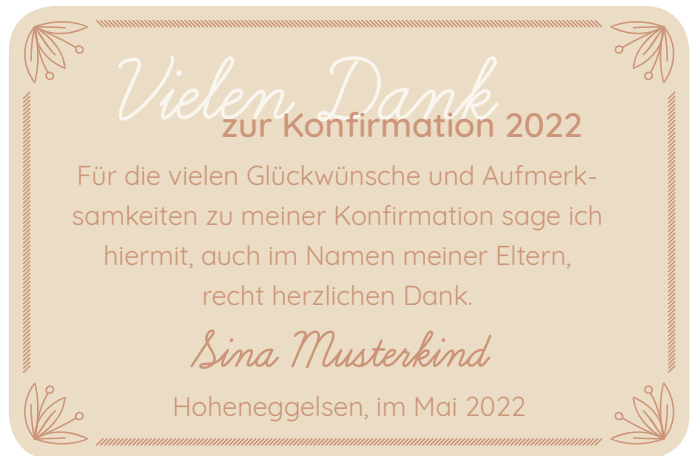 Vielen Dank
zur Konfirmation 2022
Für die vielen Glückwünsche und Aufmerk-
samkeiten zu meiner Konfirmation sage ich
hiermit, auch im Namen meiner Eltern,
recht herzlichen Dank.
Sina Musterkind
Hoheneggelsen, im Mai 2022